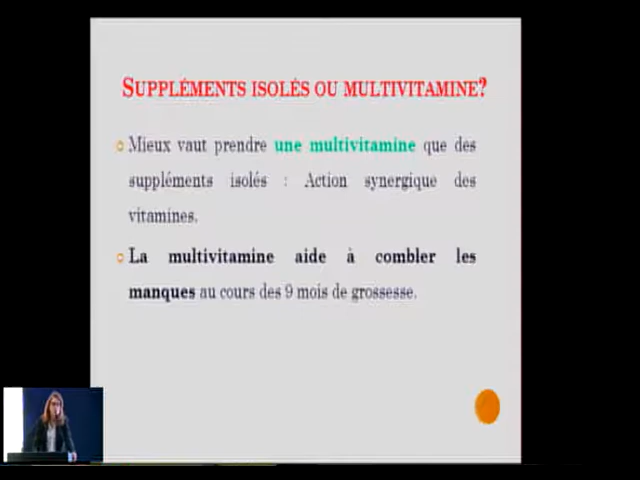 SUPPLÉMENTS ISOLÉS OU MULTIVITAMINE?
Mieux vaut prendre une multivitamine que des
suppléments isolés : Action synergique des
vitamines.
La multivitamine aide à combler les
manques au cours des 9 mois de grossesse.